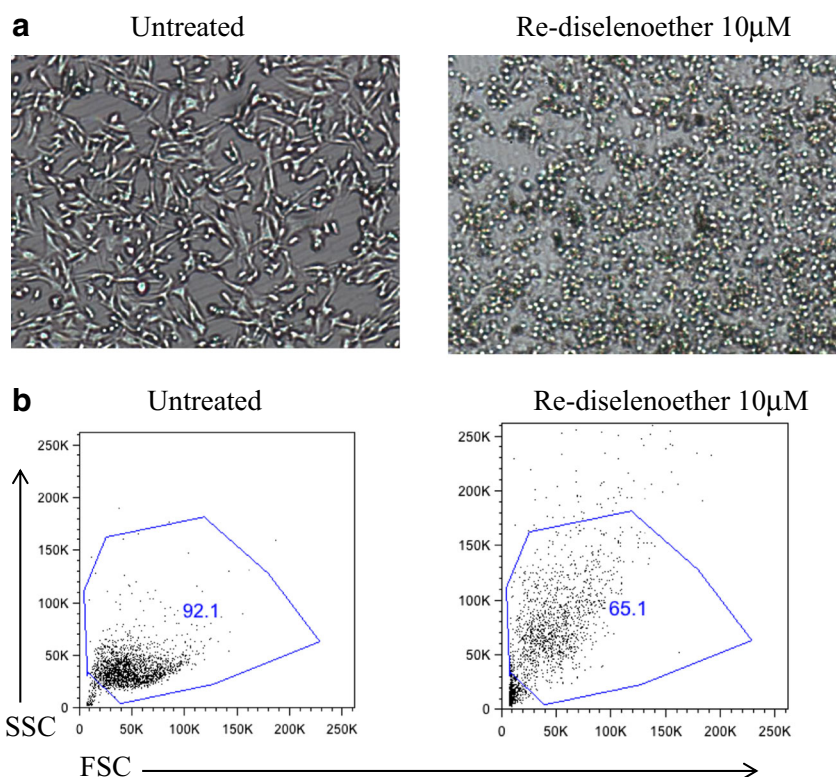 a Untreated Re-diselenoether 10μM
b Untreated Re-diselenoether 10μM
250K
200K
150K
100K
50K
0
92.1
0 50K 100K 150K 200K 250K
250K
200K
150K
100K
50K
0
65.1
0 50K 100K 150K 200K 250K
SSC
FSC